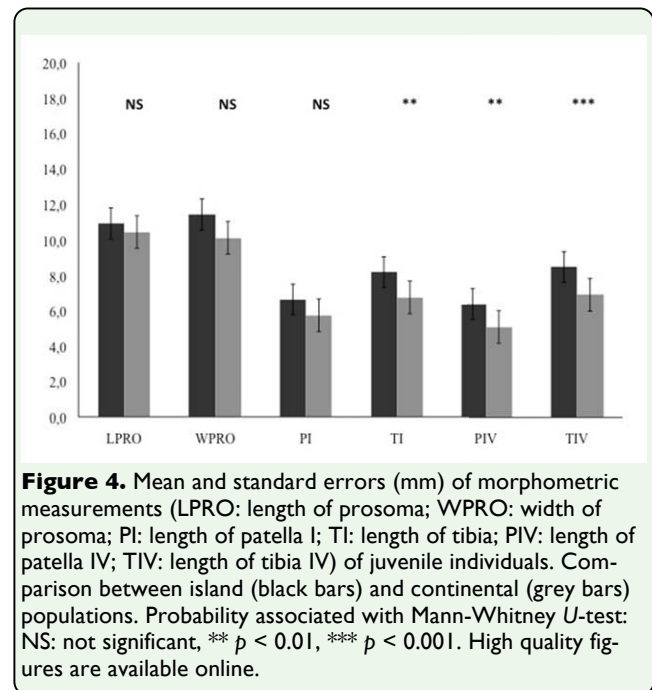 20,0
18,0
NS NS NS ** ** ***
16,0
14,0
12,0
10,0
8,0
6,0
4,0
2,0
0,0
LPRO WPRO PI TI PIV TIV
Figure 4. Mean and standard errors (mm) of morphometric
measurements (LPRO: length of prosoma; WPRO: width of
prosoma; PI: length of patella I; TI: length of tibia; PIV: length of
patella IV; TIV: length of tibia IV) of juvenile individuals. Com-
parison between island (black bars) and continental (grey bars)
populations. Probability associated with Mann-Whitney U-test:
NS: not significant, ** p < 0.01, *** p < 0.001. High quality fig-
ures are available online.